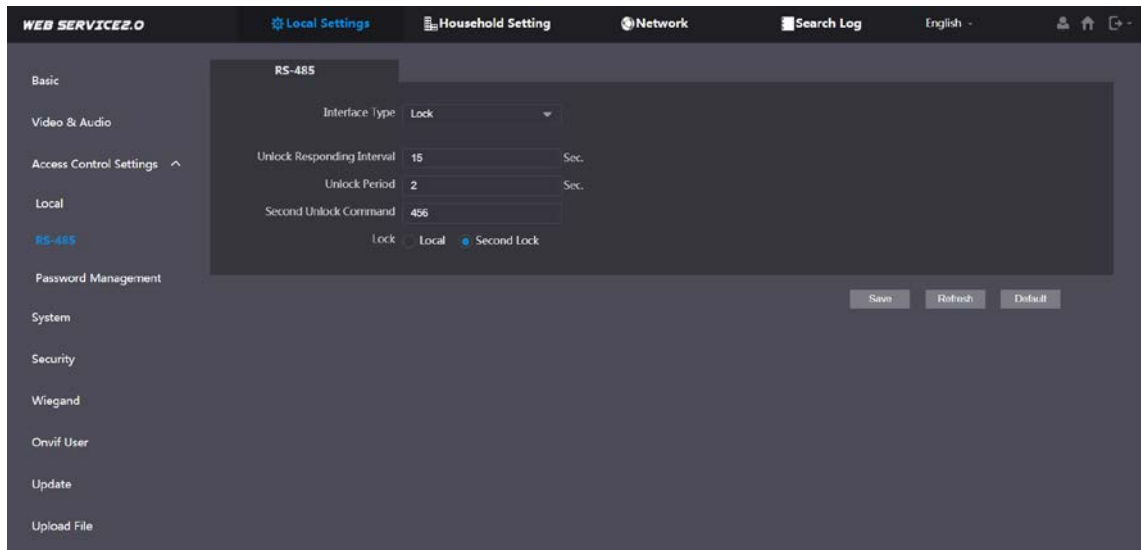 WEB SERVICE2.0 Local Settings Household Setting Network Search Log English
Basic
Video & Audio
Access Control Settings
Local
RS-485
Password Management
System
Security
Wiegand
Onvif User
Update
Upload File
RS-485
Interface Type Lock
Unlock Responding Interval 15 Sec.
Unlock Period 2 Sec.
Second Unlock Command 456
Lock Local Second Lock
Save Refresh Default